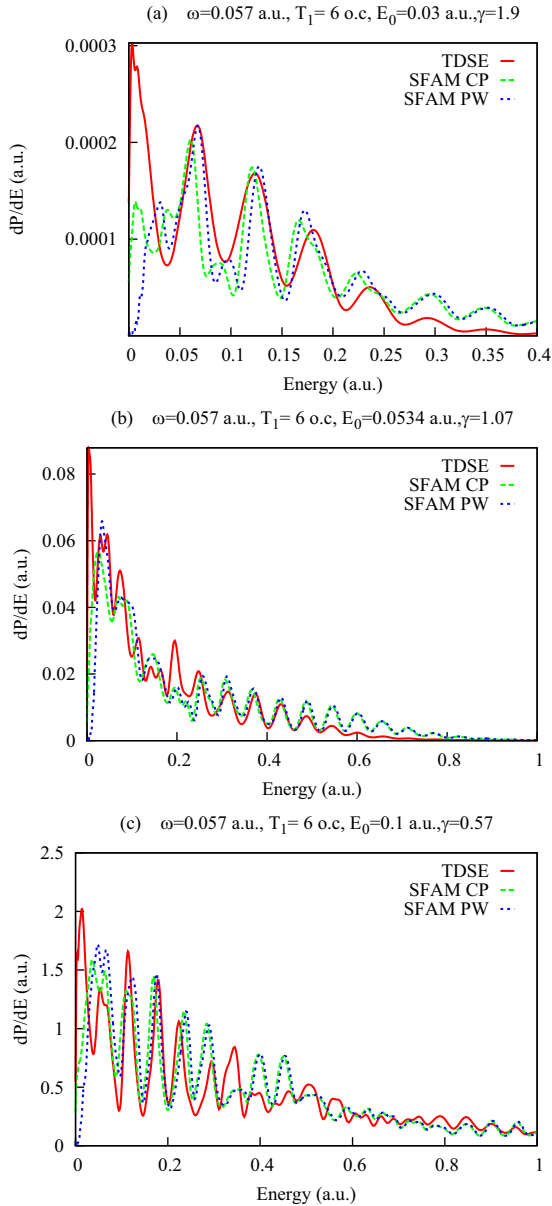 (a) ω=0.057 a.u., T₁= 6 o.c, E₀=0.03 a.u.,γ=1.9
TDSE
SFAM CP
SFAM PW
0.0003
0.0002
0.0001
dP/dE (a.u.)
0 0.05 0.1 0.15 0.2 0.25 0.3 0.35 0.4
Energy (a.u.)
(b) ω=0.057 a.u., T₁= 6 o.c, E₀=0.0534 a.u.,γ=1.07
TDSE
SFAM CP
SFAM PW
0.08
0.06
0.04
0.02
0
dP/dE (a.u.)
0 0.2 0.4 0.6 0.8 1
Energy (a.u.)
(c) ω=0.057 a.u., T₁= 6 o.c, E₀=0.1 a.u.,γ=0.57
TDSE
SFAM CP
SFAM PW
2.5
2
1.5
1
0.5
0
dP/dE (a.u.)
0 0.2 0.4 0.6 0.8 1
Energy (a.u.)